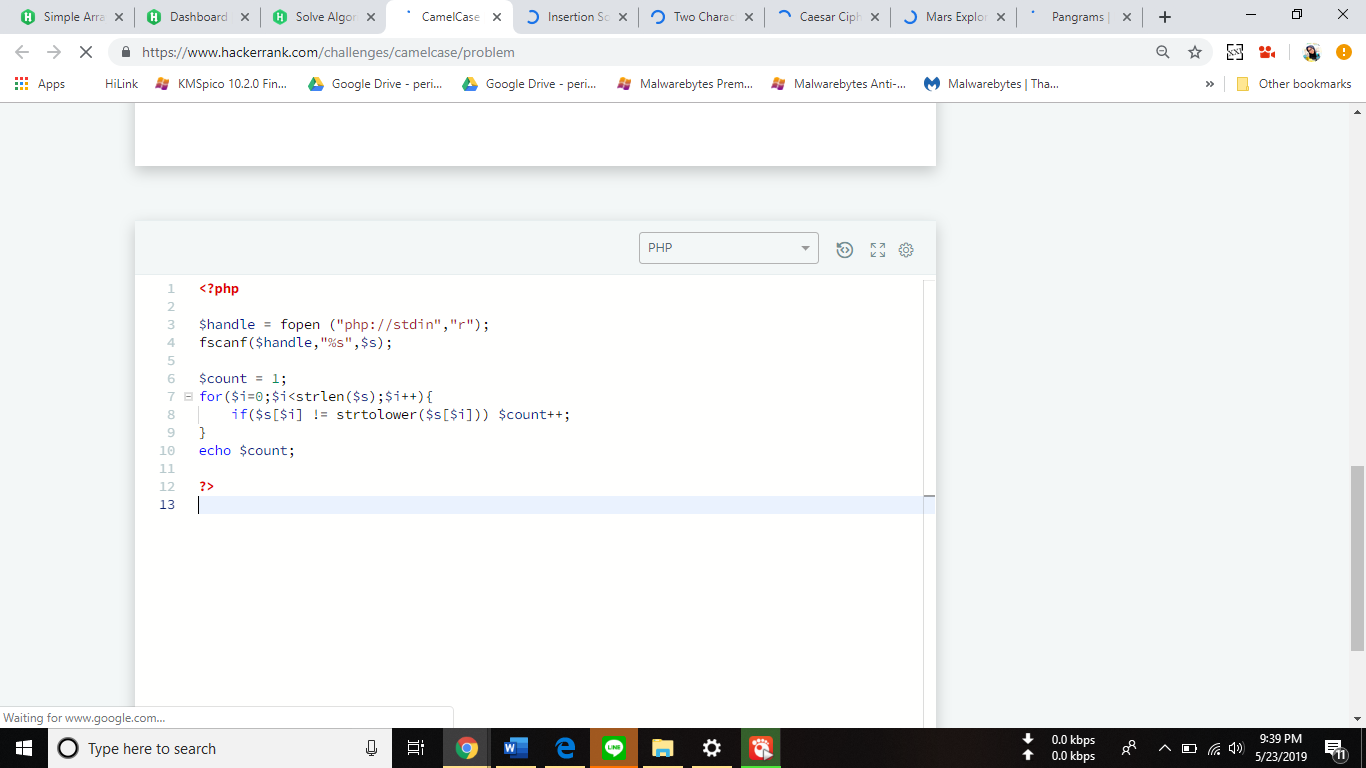 Simple Arra
Dashboard
Solve Algor
CamelCase
Insertion So
Two Charac
Caesar Ciph
Mars Explor
Pangrams |
https://www.hackerrank.com/challenges/camelcase/problem
Apps
HiLink
KMSpico 10.2.0 Fin...
Google Drive - peri...
Google Drive - peri...
Malwarebytes Prem...
Malwarebytes Anti-...
Malwarebytes | Tha...
»
Other bookmarks
PHP
1 <?php
2
3 $handle = fopen ("php://stdin","r");
4 fscanf($handle,"%s",$s);
5
6 $count = 1;
7 for($i=0;$i<strlen($s);$i++){
8 if($s[$i] != strtolower($s[$i])) $count++;
9 }
10 echo $count;
11
12 ?>
13
Waiting for www.google.com...
Type here to search
LINE
0.0 kbps
0.0 kbps
9:39 PM
5/23/2019
11